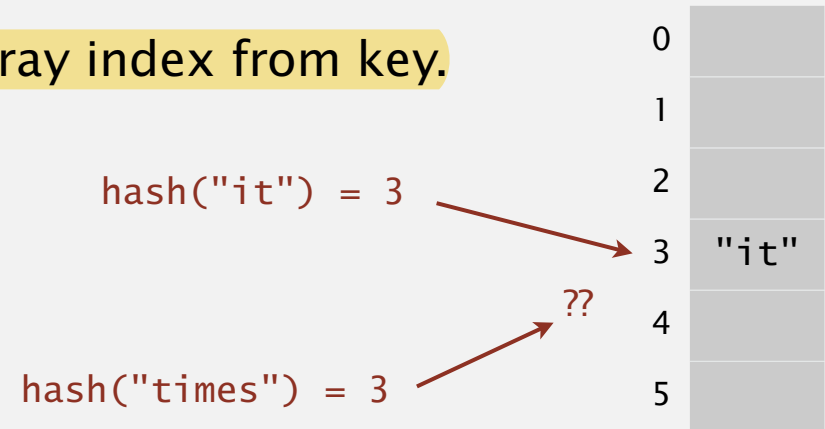 ray index from key.
0
1
hash("it") = 3
2
3 "it"
??
4
hash("times") = 3
5